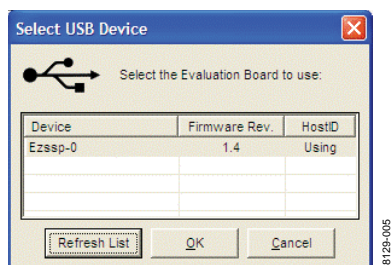 Select USB Device
Select the Evaluation Board to use:
Device Firmware Rev. HostID
Ezssp-0 1.4 Using
Refresh List OK Cancel
8129-005